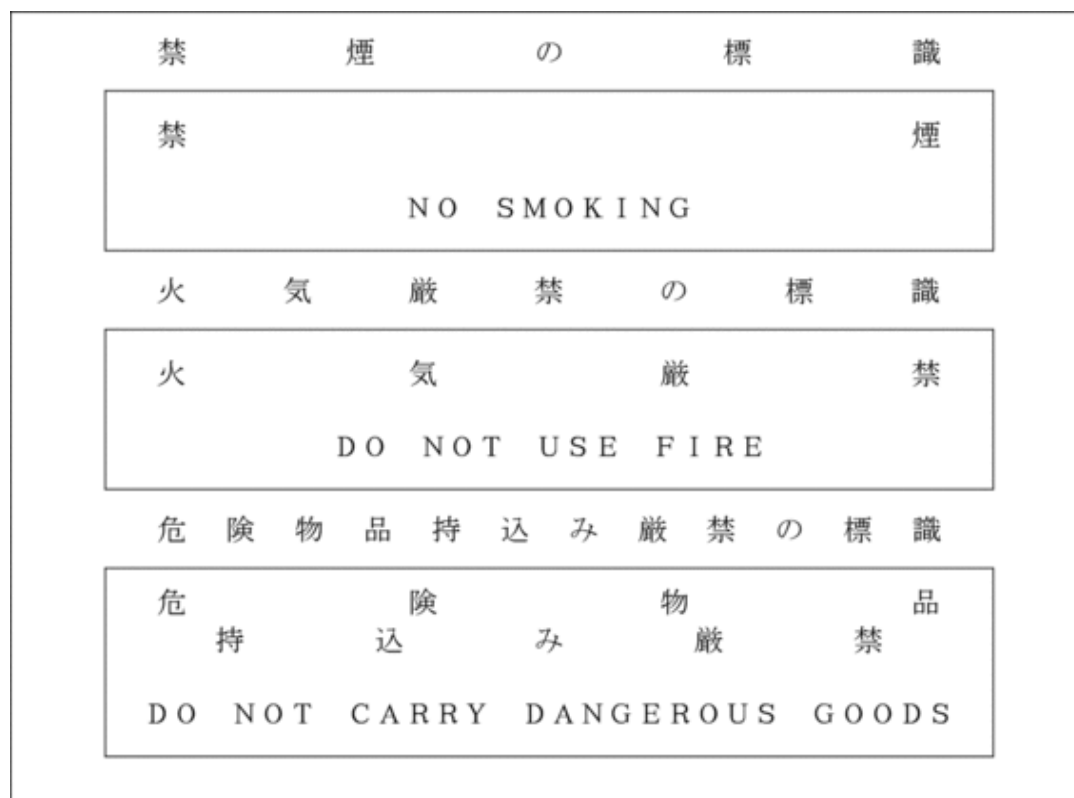 禁煙の標識
禁煙
NO SMOKING
火気厳禁の標識
火気厳禁
DO NOT USE FIRE
危険物品持込み厳禁の標識
危険物品
持込み厳禁
DO NOT CARRY DANGEROUS GOODS